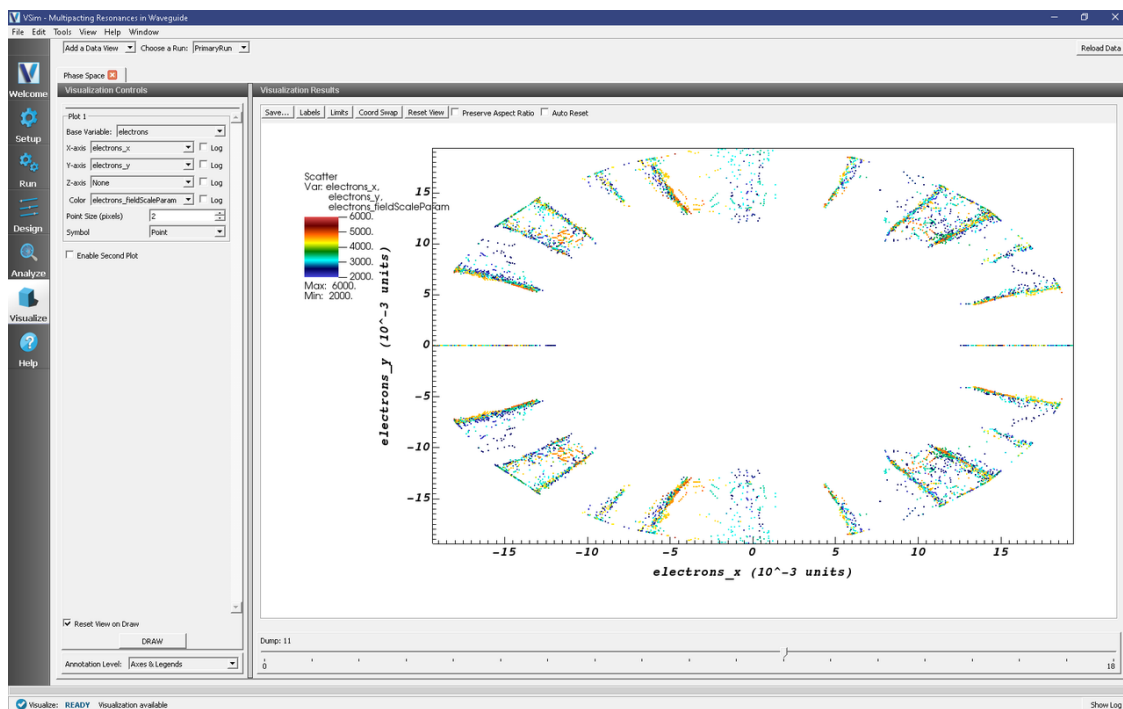 VSim - Multipacting Resonances in Waveguide
File Edit Tools View Help Window
Add a Data View Choose a Run: PrimaryRun Reload Data
Phase Space
Welcome
Setup
Run
Design
Analyze
Visualize
Help
Visualization Controls
Plot 1
Base Variable: electrons
X-axis electrons_x Log
Y-axis electrons_y Log
Z-axis None Log
Color electrons_fieldScaleParam Log
Point Size (pixels) 2
Symbol Point
Enable Second Plot
Reset View on Draw
DRAW
Annotation Level: Axes & Legends
Visualization Results
Save... Labels Limits Coord Swap Reset View Preserve Aspect Ratio Auto Reset
Scatter
Var: electrons_x,
electrons_y,
electrons_fieldScaleParam
6000.
5000.
4000.
3000.
2000.
Max: 6000.
Min: 2000.
electrons_y (10^-3 units)
15
10
5
0
-5
-10
-15
-15 -10 -5 0 5 10 15
electrons_x (10^-3 units)
Dump: 11
0 18
Visualize: READY Visualization available Show Log